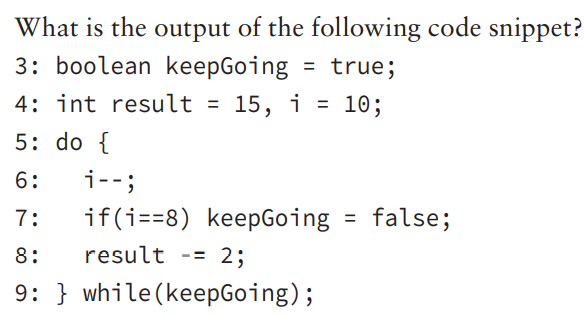 What is the output of the following code snippet?
3: boolean keepGoing = true;
4: int result = 15, i = 10;
5: do {
6:   i--;
7:   if(i==8) keepGoing = false;
8:   result -= 2;
9: } while(keepGoing);